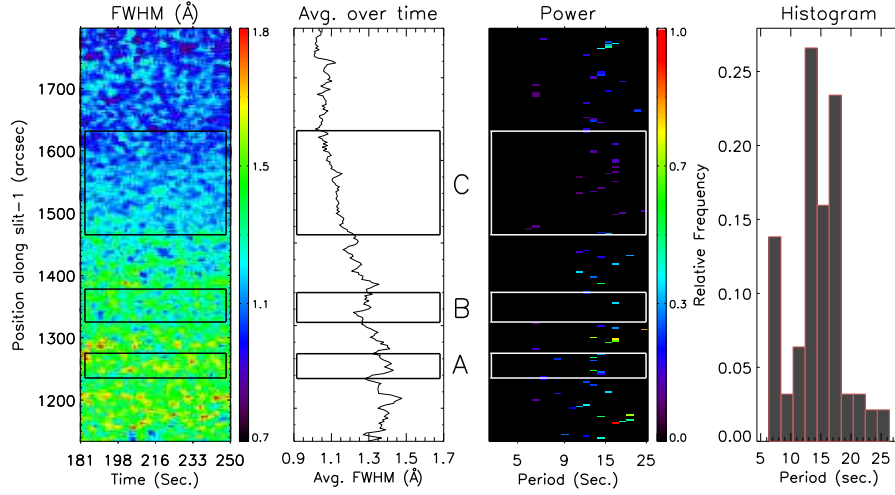 FWHM (Å)
Avg. over time
Power
Histogram
1.8
1.5
1.1
0.7
1700
1600
1500
1400
1300
1200
Position along slit-1 (arcsec)
181 198 216 233 250
Time (Sec.)
C
B
A
0.9 1.1 1.3 1.5 1.7
Avg. FWHM (Å)
1.0
0.7
0.3
0.0
5 9 15 25
Period (Sec.)
Relative Frequency
0.25
0.20
0.15
0.10
0.05
0.00
5 10 15 20 25
Period (sec.)